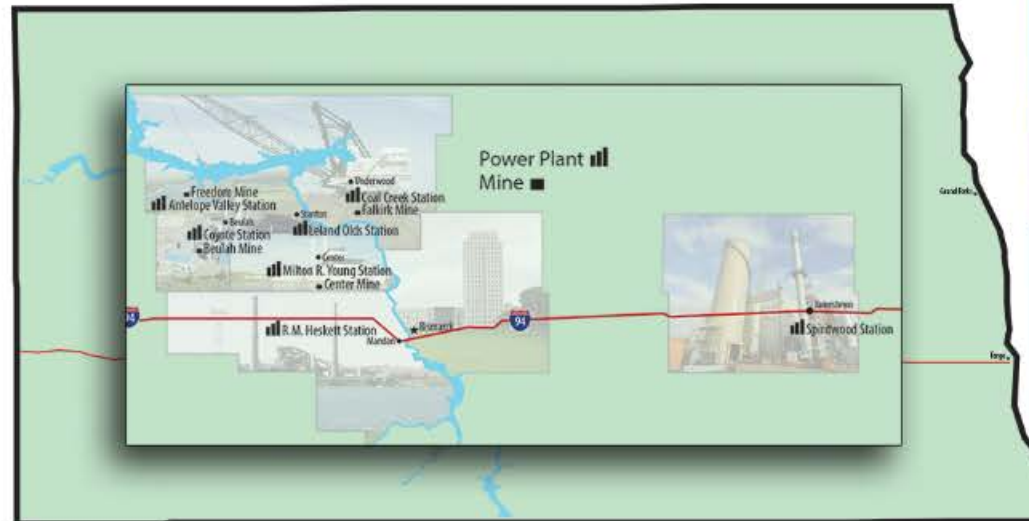 Power Plant
Mine
Grand Forks
Underwood
Freedom Mine
Coal Creek Station
Antelope Valley Station
Falkirk Mine
Stanton
Beulah
Leland Olds Station
Coyote Station
Beulah Mine
Center
Milton R. Young Station
Center Mine
94
94
Jamestown
Bismarck
R.M. Heskett Station
Spiritwood Station
Mandan
Fargo